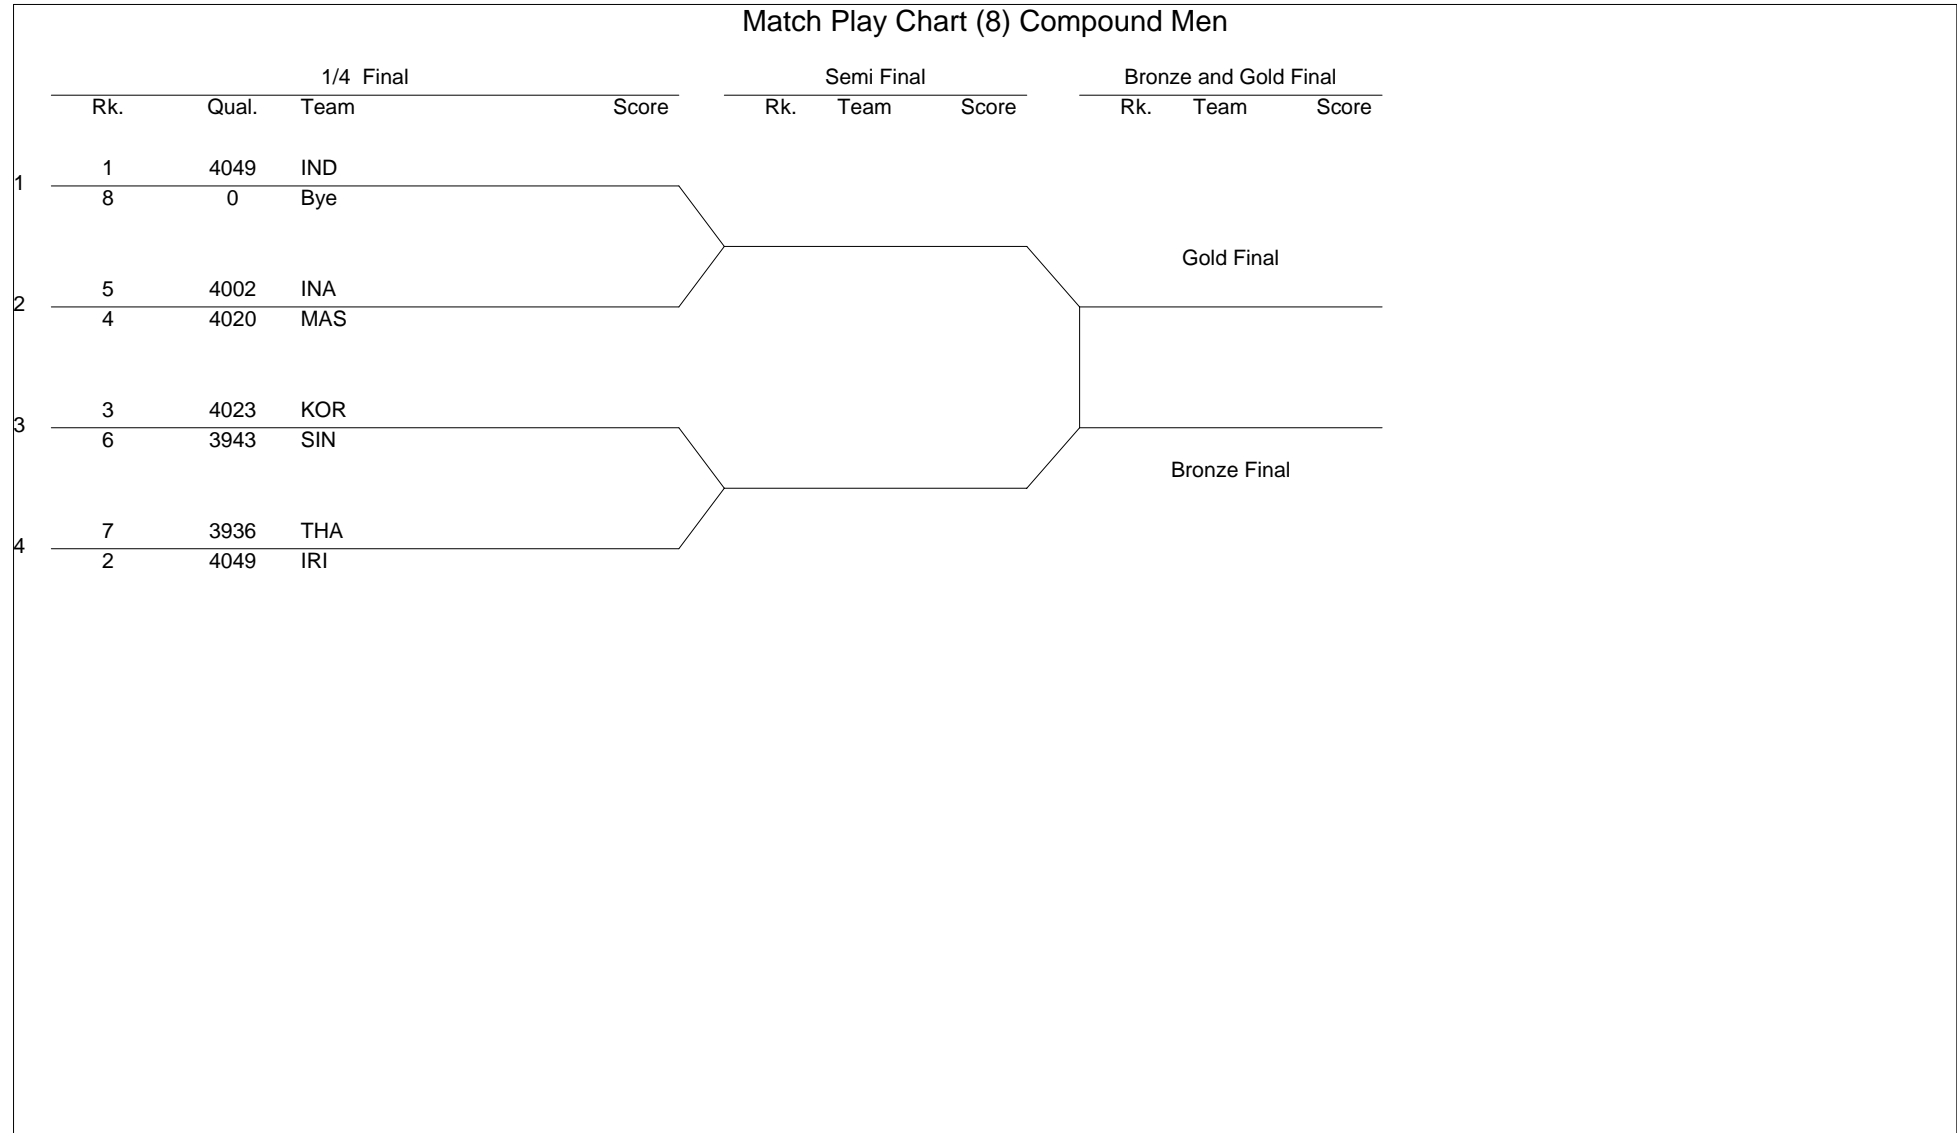 Match Play Chart (8) Compound Men
1/4 Final Semi Final Bronze and Gold Final
Rk. Qual. Team Score Rk. Team Score Rk. Team Score
1 4049 IND
1
8 0 Bye
Gold Final
5 4002 INA
2
4 4020 MAS
3 4023 KOR
3
6 3943 SIN
Bronze Final
7 3936 THA
4
2 4049 IRI